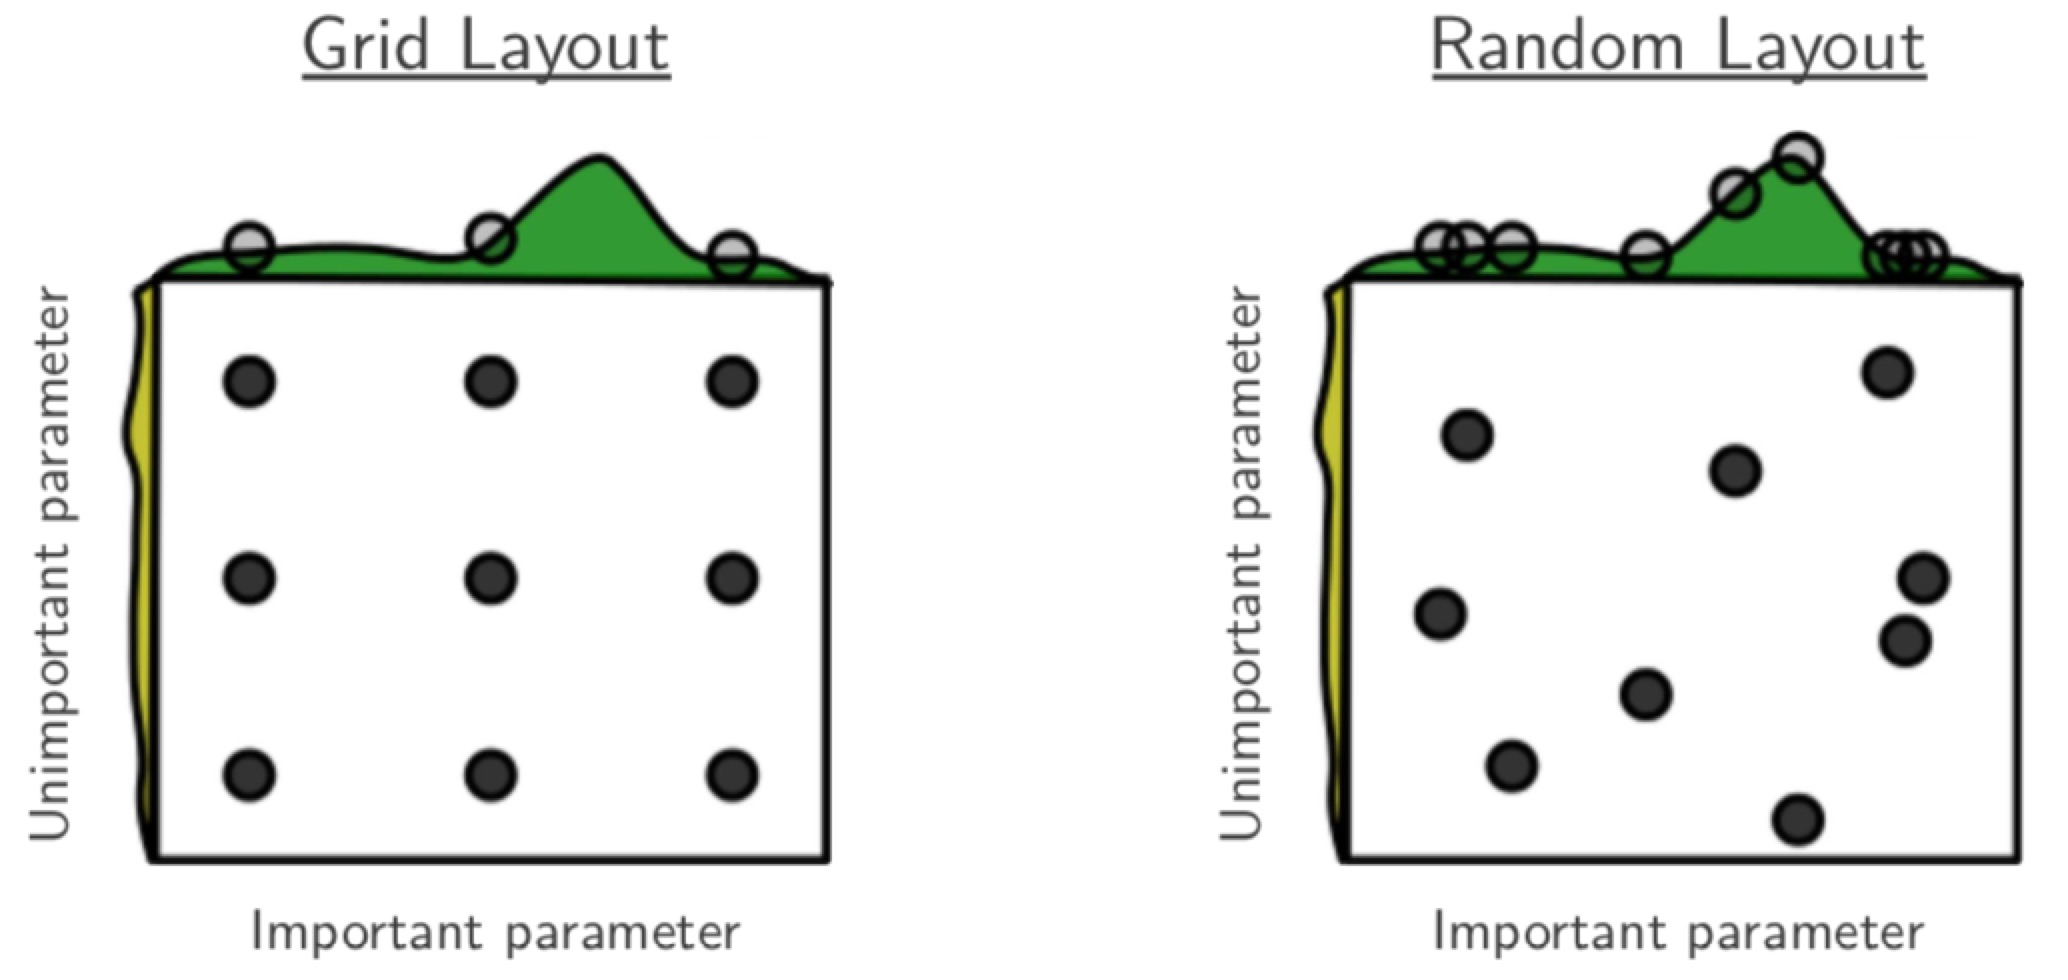 Grid Layout
Unimportant parameter
Important parameter
Random Layout
Unimportant parameter
Important parameter